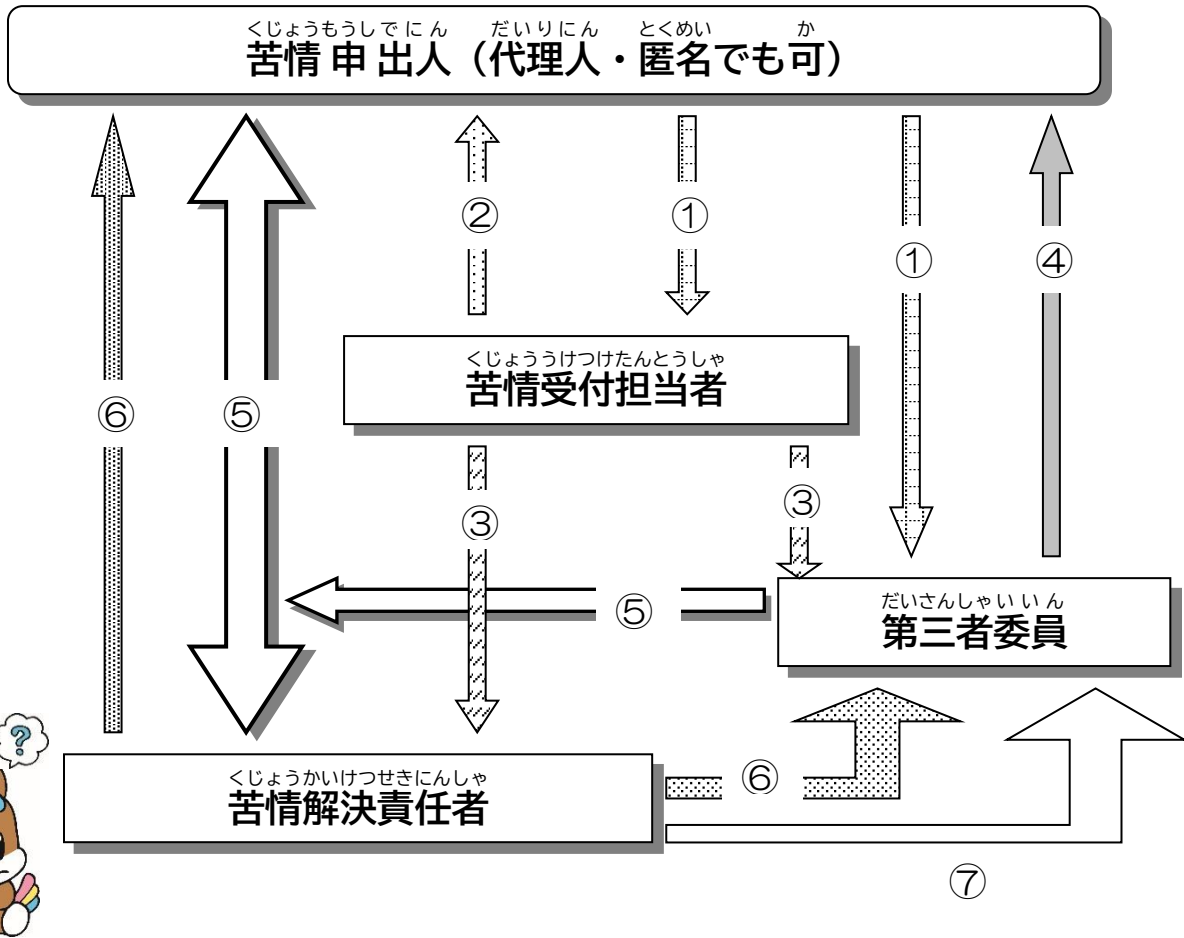 くじょうもうしでにん だいりにん とくめい か
苦情申出人（代理人・匿名でも可）
② ①
① ④
くじょううけつけたんとうしゃ
苦情受付担当者
⑥ ⑤
③ ③
⑤
だいさんしゃいいん
第三者委員
?
くじょうかいけつせきにんしゃ
苦情解決責任者
⑥
⑦